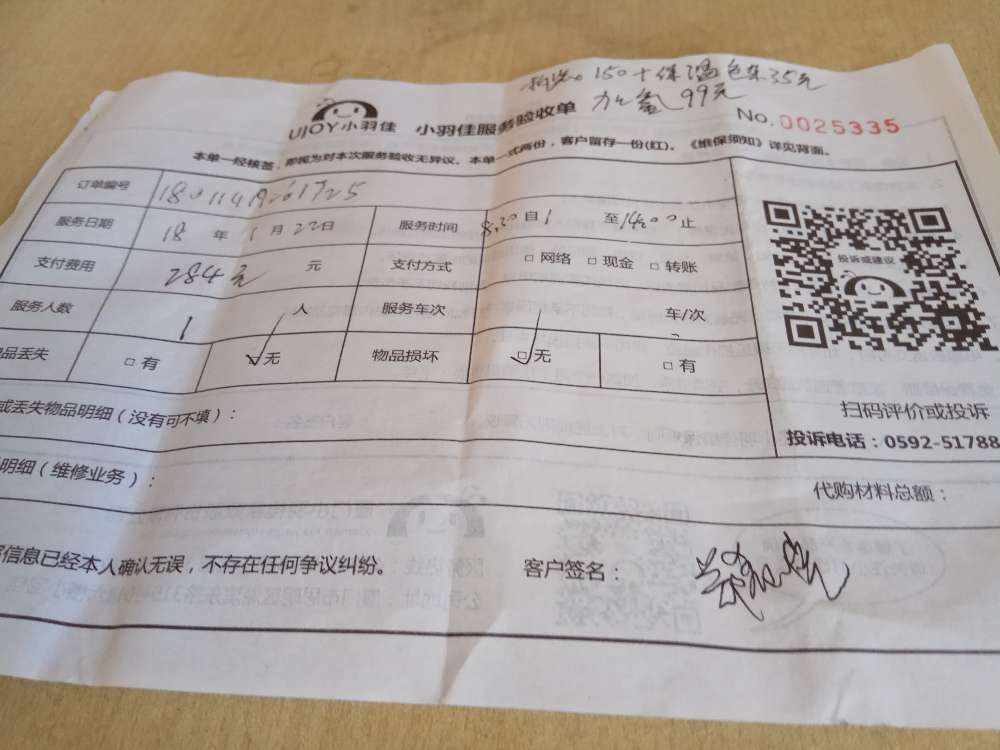 拆装150+保温包扎35元
加氟99元
UJOY小羽佳 小羽佳服务验收单
No.0025335
本单一经核签，即视为对本次服务验收无异议。本单一式两份，客户留存一份(红)。《维保须知》详见背面。
订单编号
服务日期 18 年 1 月 22 日 服务时间 8:30 自 至 14:00 止
支付费用 284元 元 支付方式 □ 网络 □ 现金 □ 转账
服务人数 1 人 服务车次 / 车/次
品丢失 □ 有 ☑ 无 物品损坏 ☑ 无 □ 有
投诉或建议
扫码评价或投诉
投诉电话：0592-51788
或丢失物品明细（没有可不填）：
明细（维修业务）：
代购材料总额：
信息已经本人确认无误，不存在任何争议纠纷。 客户签名：